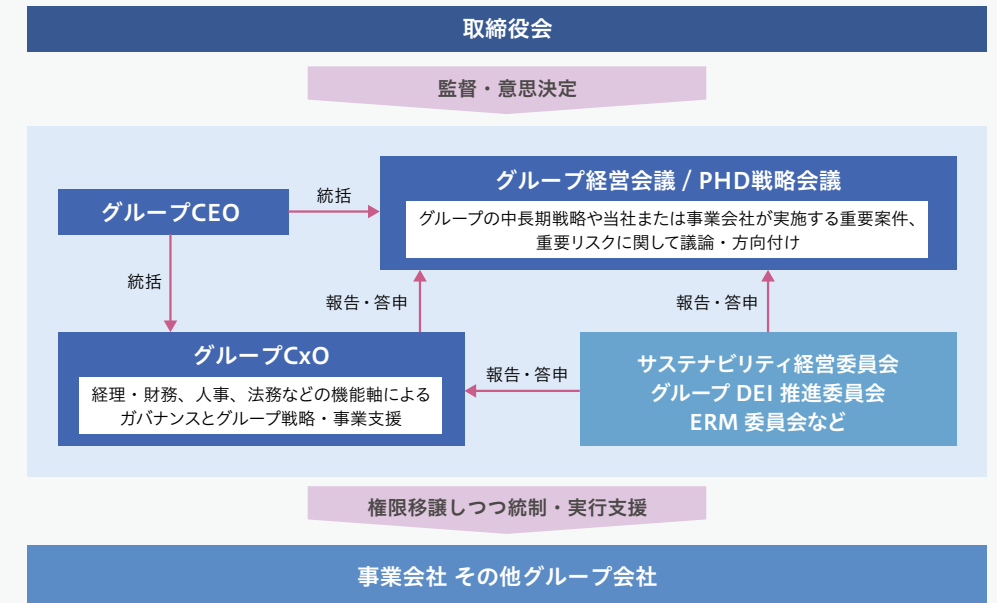 取締役会
監督・意思決定
グループ経営会議 / PHD戦略会議
グループの中長期戦略や当社または事業会社が実施する重要案件、
重要リスクに関して議論・方向付け
グループCEO
統括
統括
報告・答申
報告・答申
グループCxO
経理・財務、人事、法務などの機能軸による
ガバナンスとグループ戦略・事業支援
報告・答申
サステナビリティ経営委員会
グループ DEI 推進委員会
ERM 委員会など
権限移譲しつつ統制・実行支援
事業会社 その他グループ会社